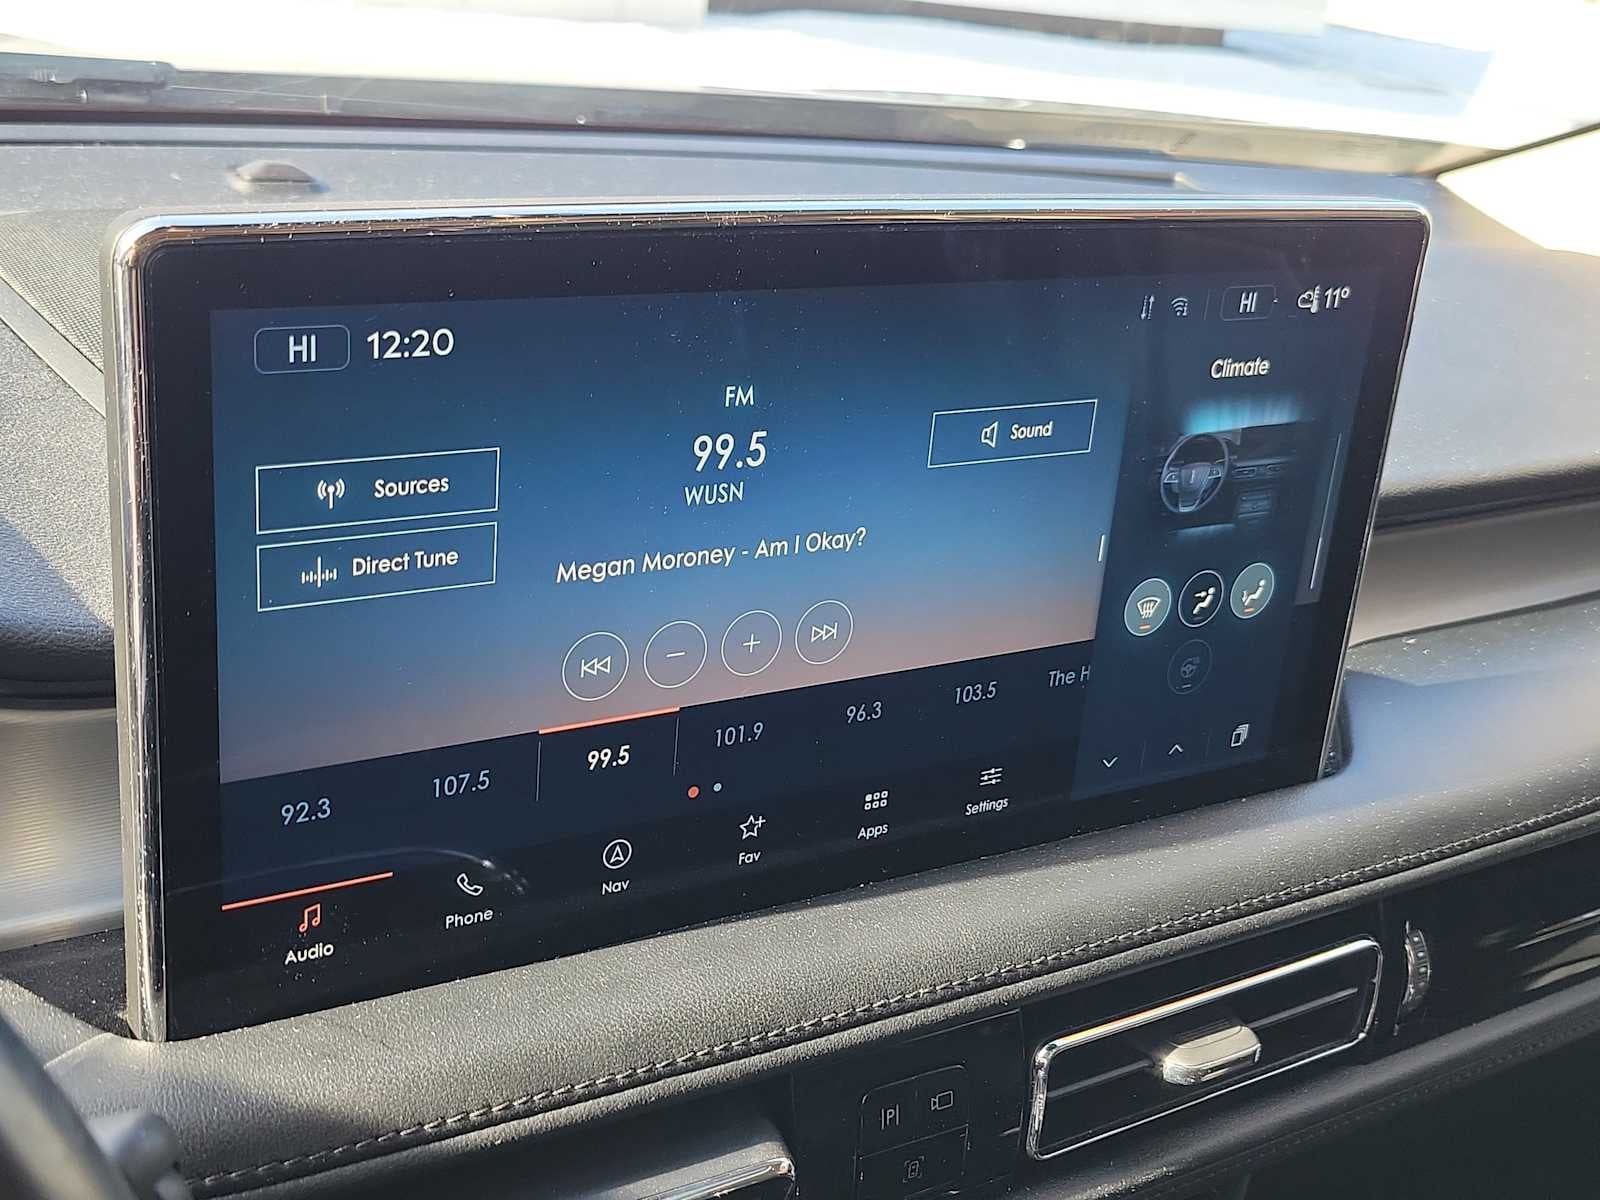 HI 12:20
HI 11°
Climate
FM
99.5
WUSN
Sound
Sources
Direct Tune
Megan Moroney - Am I Okay?
92.3 107.5 99.5 101.9 96.3 103.5 The H
Audio Phone Nav Fav Apps Settings
P